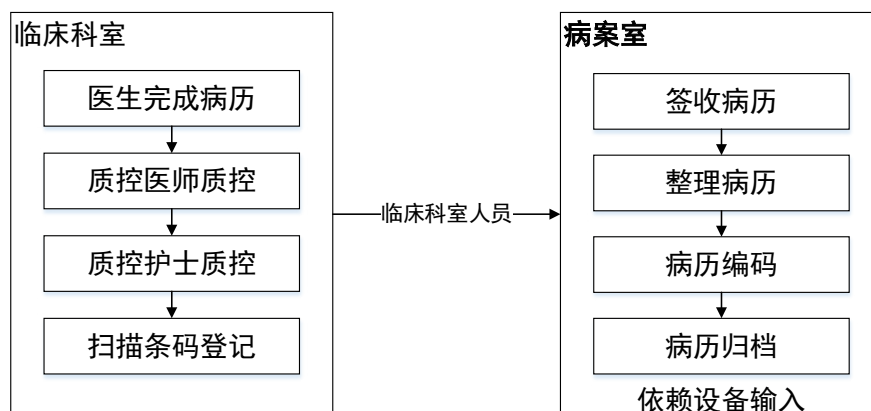 临床科室
医生完成病历
质控医师质控
质控护士质控
扫描条码登记
临床科室人员
病案室
签收病历
整理病历
病历编码
病历归档
依赖设备输入